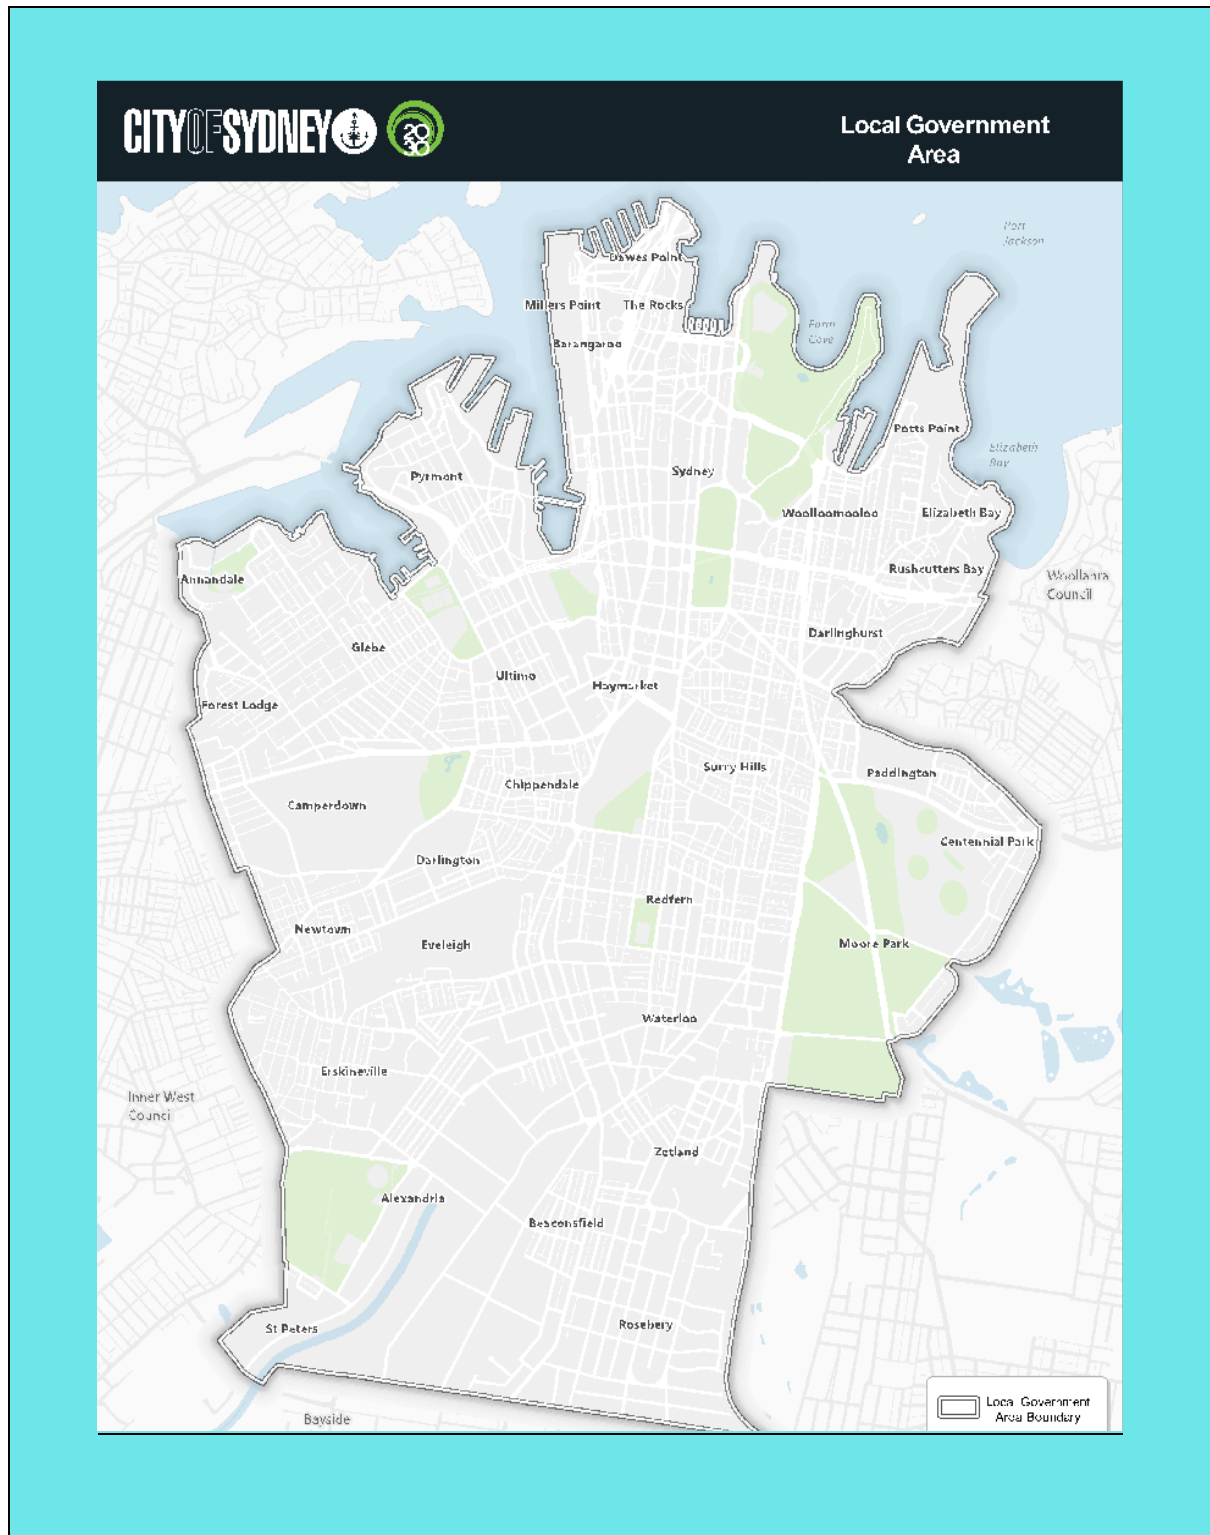 CITYOFSYDNEY
2030
Local Government
Area
Port
Jackson
Dawes Point
Millers Point
The Rocks
Farm
Cove
Barangaroo
Potts Point
Elizabeth
Bay
Sydney
Pyrmont
Woolloomooloo
Elizabeth Bay
Rushcutters Bay
Annandale
Woollahra
Council
Darlinghurst
Glebe
Ultimo
Haymarket
Forest Lodge
Surry Hills
Paddington
Chippendale
Camperdown
Centennial Park
Darlington
Redfern
Newtown
Eveleigh
Moore Park
Waterloo
Erskineville
Inner West
Council
Zetland
Alexandria
Beaconsfield
St Peters
Rosebery
Bayside
Local Government
Area Boundary